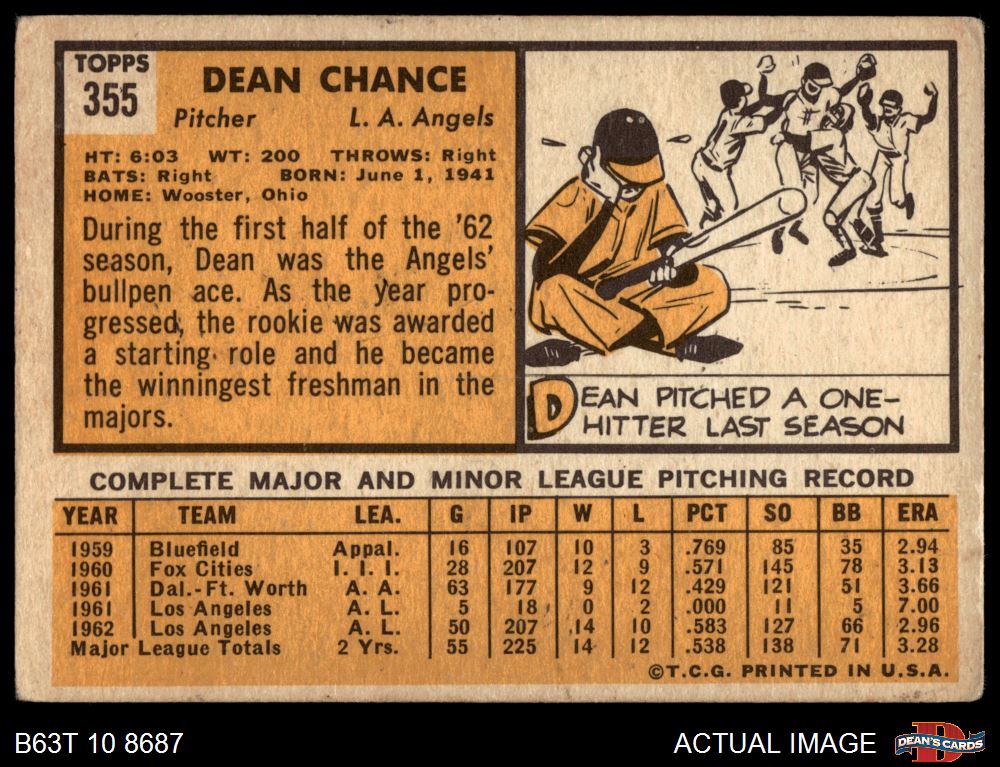 TOPPS
355
DEAN CHANCE
Pitcher L. A. Angels
HT: 6:03 WT: 200 THROWS: Right
BATS: Right BORN: June 1, 1941
HOME: Wooster, Ohio
During the first half of the '62
season, Dean was the Angels'
bullpen ace. As the year pro-
gressed, the rookie was awarded
a starting role and he became
the winningest freshman in the
majors.
DEAN PITCHED A ONE-
HITTER LAST SEASON
COMPLETE MAJOR AND MINOR LEAGUE PITCHING RECORD
YEAR TEAM LEA. G IP W L PCT SO BB ERA
1959 Bluefield Appal. 16 107 10 3 .769 85 35 2.94
1960 Fox Cities I. I. I. 28 207 12 9 .571 145 78 3.13
1961 Dal.-Ft. Worth A. A. 63 177 9 12 .429 121 51 3.66
1961 Los Angeles A. L. 5 18 0 2 .000 11 5 7.00
1962 Los Angeles A. L. 50 207 14 10 .583 127 66 2.96
Major League Totals 2 Yrs. 55 225 14 12 .538 138 71 3.28
©T.C.G. PRINTED IN U.S.A.
B63T 10 8687 ACTUAL IMAGE DEAN'S CARDS